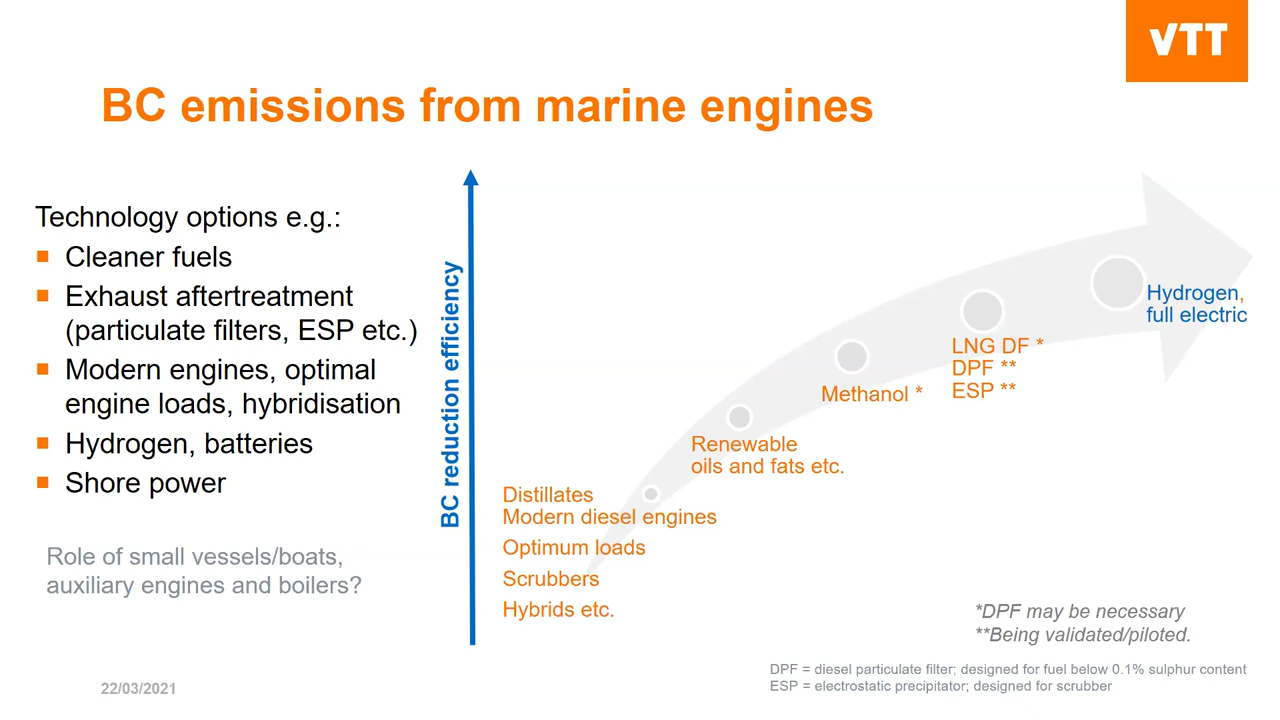 VTT
BC emissions from marine engines
Technology options e.g.:
Cleaner fuels
Exhaust aftertreatment
(particulate filters, ESP etc.)
Modern engines, optimal
engine loads, hybridisation
Hydrogen, batteries
Shore power
Role of small vessels/boats,
auxiliary engines and boilers?
BC reduction efficiency
Hydrogen,
full electric
LNG DF *
DPF **
ESP **
Methanol *
Renewable
oils and fats etc.
Distillates
Modern diesel engines
Optimum loads
Scrubbers
Hybrids etc.
*DPF may be necessary
**Being validated/piloted.
DPF = diesel particulate filter; designed for fuel below 0.1% sulphur content
ESP = electrostatic precipitator; designed for scrubber
22/03/2021